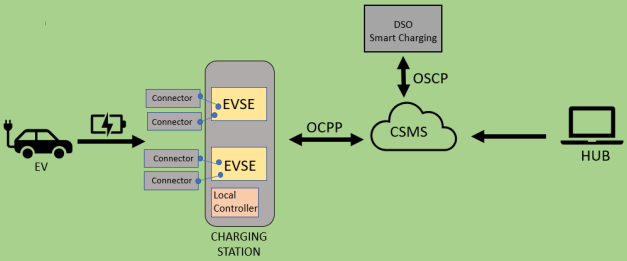 DSO
Smart Charging
OSCP
Connector
EVSE
Connector
OCPP
CSMS
Connector
EVSE
Connector
EV
HUB
Local
Controller
CHARGING
STATION